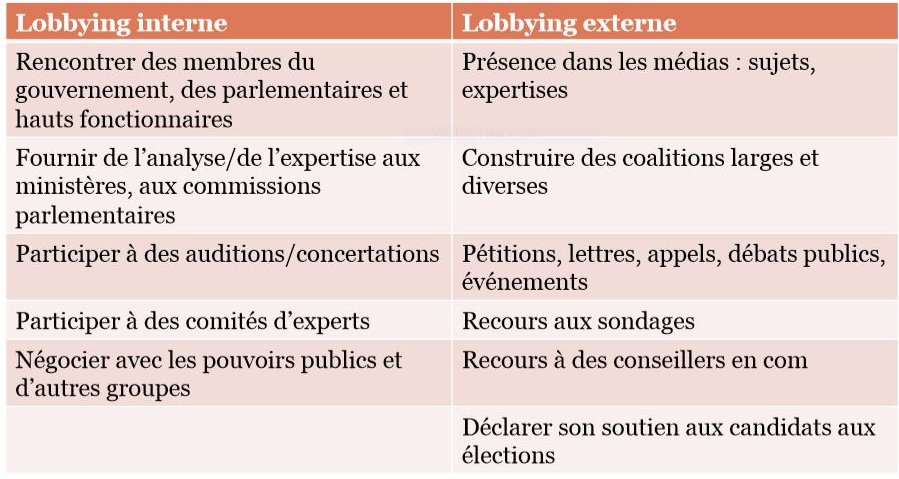 Lobbying interne
Lobbying externe
Rencontrer des membres du
gouvernement, des parlementaires et
hauts fonctionnaires
Présence dans les médias : sujets,
expertises
Fournir de l’analyse/de l’expertise aux
ministères, aux commissions
parlementaires
Construire des coalitions larges et
diverses
Participer à des auditions/concertations
Pétitions, lettres, appels, débats publics,
événements
Participer à des comités d’experts
Recours aux sondages
Négocier avec les pouvoirs publics et
d’autres groupes
Recours à des conseillers en com
Déclarer son soutien aux candidats aux
élections